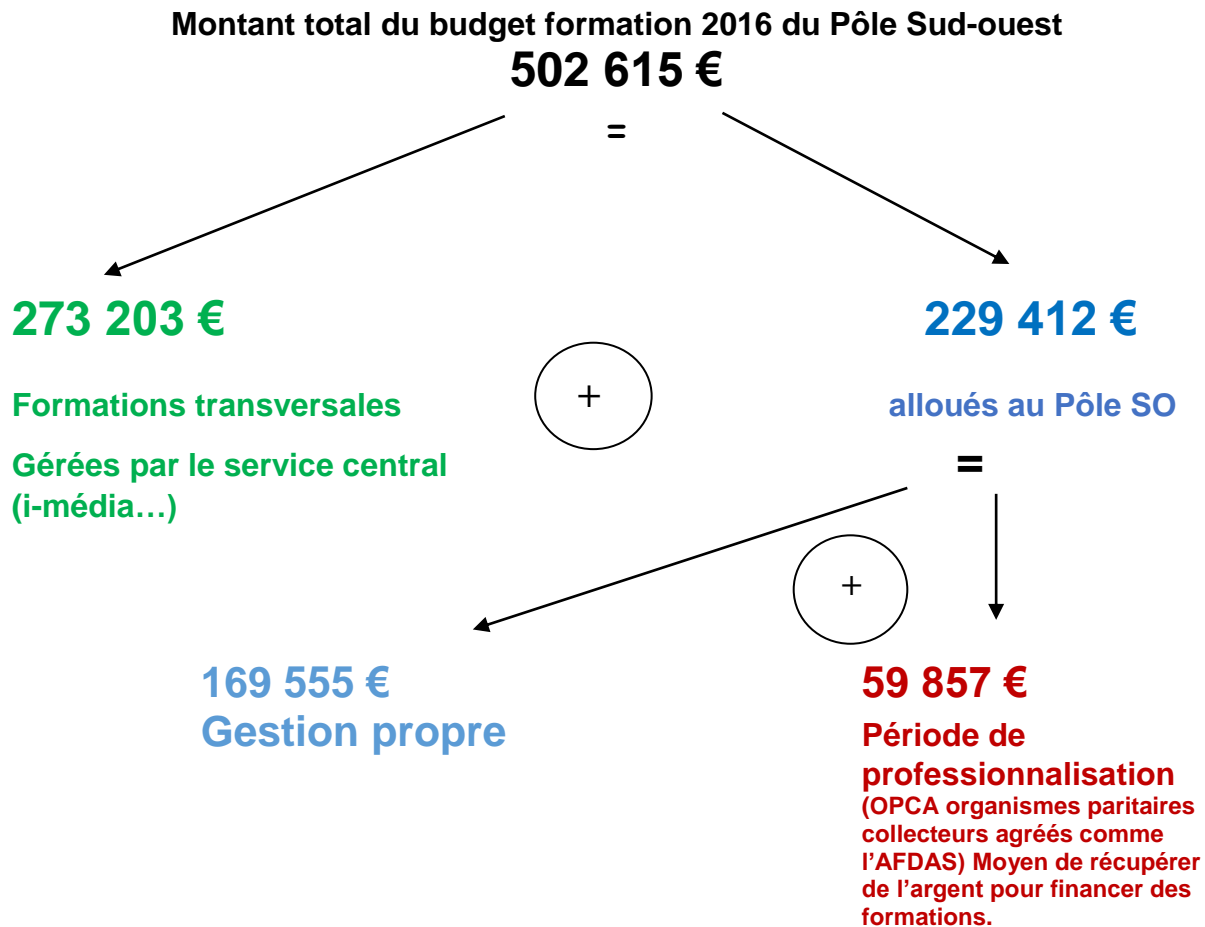 Montant total du budget formation 2016 du Pôle Sud-ouest
502 615 €
=
273 203 €
229 412 €
+
Formations transversales
alloués au Pôle SO
Gérées par le service central
(i-média…)
=
+
169 555 €
Gestion propre
59 857 €
Période de
professionnalisation
(OPCA organismes paritaires
collecteurs agréés comme
l’AFDAS) Moyen de récupérer
de l’argent pour financer des
formations.